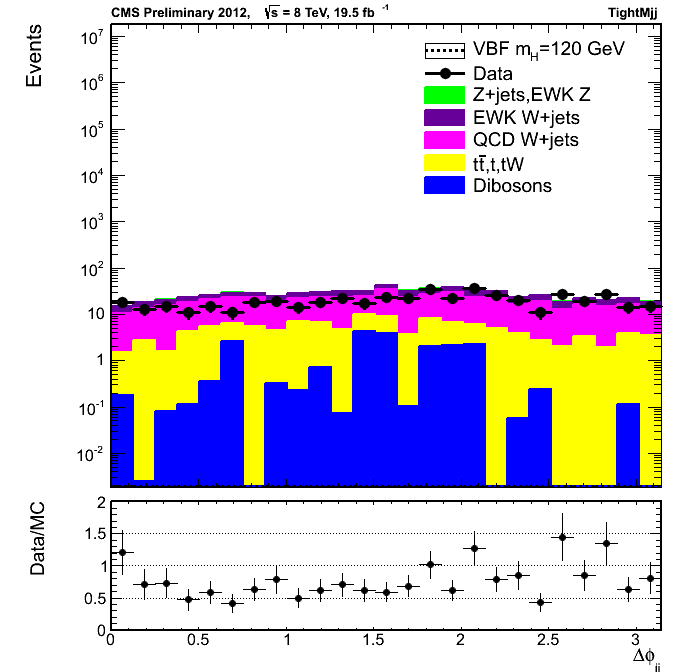 CMS Preliminary 2012, √s = 8 TeV, 19.5 fb⁻¹ TightMjj
Events
10⁷
10⁶
10⁵
10⁴
10³
10²
10
1
10⁻¹
10⁻²
VBF m_H=120 GeV
Data
Z+jets,EWK Z
EWK W+jets
QCD W+jets
tt̅,t,tW
Dibosons
Data/MC
2
1.5
1
0.5
0
0 0.5 1 1.5 2 2.5 3
Δϕ_jj